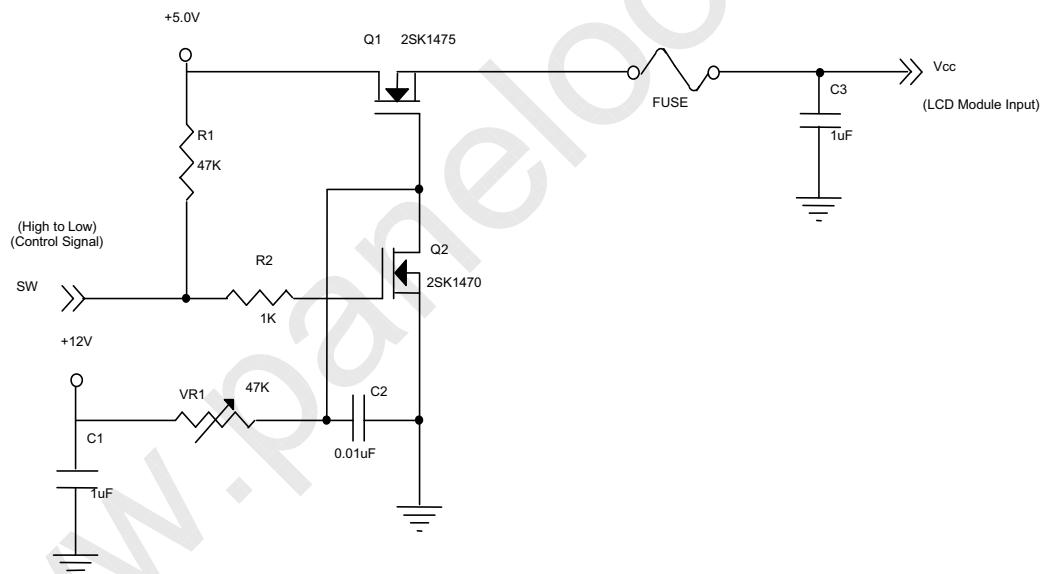 +5.0V
Q1 2SK1475
Vcc
C3
FUSE
(LCD Module Input)
R1
1uF
47K
(High to Low)
(Control Signal)
Q2
R2
SW
2SK1470
1K
+12V
VR1
47K
C2
C1
0.01uF
1uF
w.paneloo